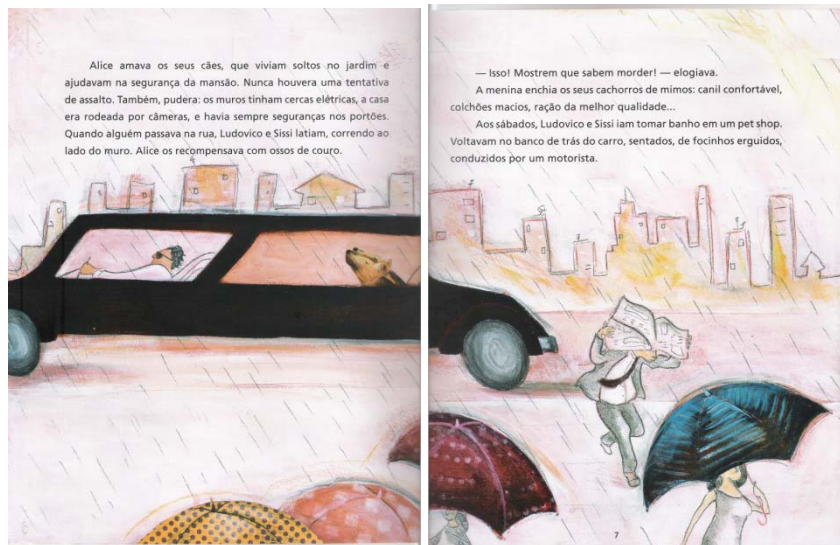 Alice amava os seus cães, que viviam soltos no jardim e
ajudavam na segurança da mansão. Nunca houvera uma tentativa
de assalto. Também, pudera: os muros tinham cercas elétricas, a casa
era rodeada por câmeras, e havia sempre seguranças nos portões.
Quando alguém passava na rua, Ludovico e Sissi latiam, correndo ao
lado do muro. Alice os recompensava com ossos de couro.
— Isso! Mostrem que sabem morder! — elogiava.
A menina enchia os seus cachorros de mimos: canil confortável,
colchões macios, ração da melhor qualidade...
Aos sábados, Ludovico e Sissi iam tomar banho em um pet shop.
Voltavam no banco de trás do carro, sentados, de focinhos erguidos,
conduzidos por um motorista.
7